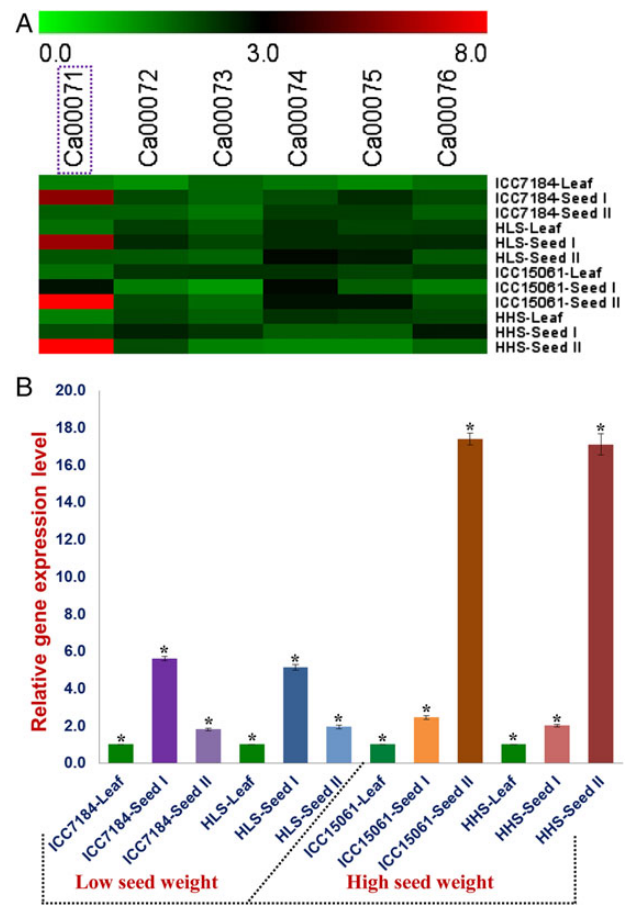 A
0.0 3.0 8.0
Ca00071 Ca00072 Ca00073 Ca00074 Ca00075 Ca00076
ICC7184-Leaf
ICC7184-Seed I
ICC7184-Seed II
HLS-Leaf
HLS-Seed I
HLS-Seed II
ICC15061-Leaf
ICC15061-Seed I
ICC15061-Seed II
HHS-Leaf
HHS-Seed I
HHS-Seed II
B
Relative gene expression level
20.0
18.0
16.0
14.0
12.0
10.0
8.0
6.0
4.0
2.0
0.0
* * * * * * * * * * * *
ICC7184-Leaf
ICC7184-Seed I
ICC7184-Seed II
HLS-Leaf
HLS-Seed I
HLS-Seed II
ICC15061-Leaf
ICC15061-Seed I
ICC15061-Seed II
HHS-Leaf
HHS-Seed I
HHS-Seed II
Low seed weight High seed weight